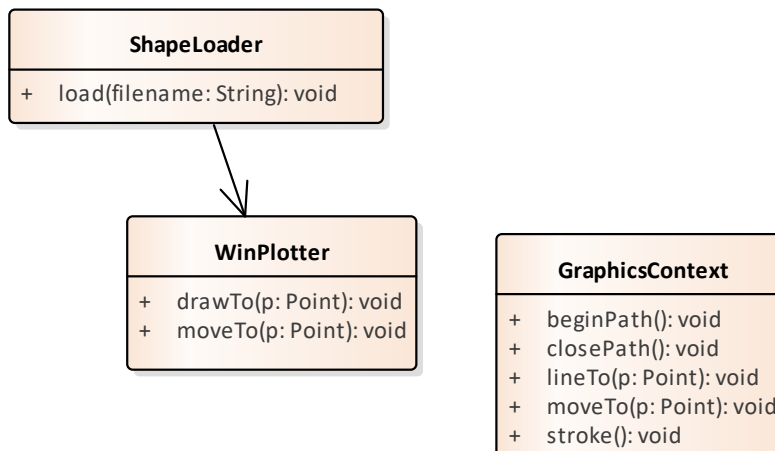 ShapeLoader
+ load(filename: String): void
WinPlotter
+ drawTo(p: Point): void
+ moveTo(p: Point): void
GraphicsContext
+ beginPath(): void
+ closePath(): void
+ lineTo(p: Point): void
+ moveTo(p: Point): void
+ stroke(): void